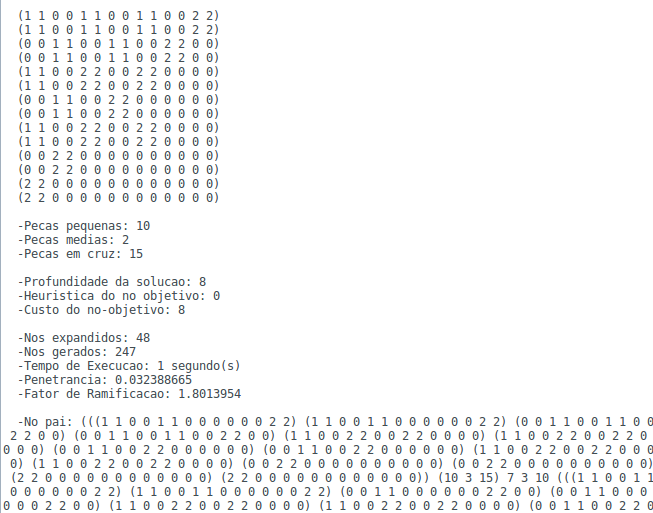 (1 1 0 0 1 1 0 0 1 1 0 0 2 2)
(1 1 0 0 1 1 0 0 1 1 0 0 2 2)
(0 0 1 1 0 0 1 1 0 0 2 2 0 0)
(0 0 1 1 0 0 1 1 0 0 2 2 0 0)
(1 1 0 0 2 2 0 0 2 2 0 0 0 0)
(1 1 0 0 2 2 0 0 2 2 0 0 0 0)
(0 0 1 1 0 0 2 2 0 0 0 0 0 0)
(0 0 1 1 0 0 2 2 0 0 0 0 0 0)
(1 1 0 0 2 2 0 0 2 2 0 0 0 0)
(1 1 0 0 2 2 0 0 2 2 0 0 0 0)
(0 0 2 2 0 0 0 0 0 0 0 0 0 0)
(0 0 2 2 0 0 0 0 0 0 0 0 0 0)
(2 2 0 0 0 0 0 0 0 0 0 0 0 0)
(2 2 0 0 0 0 0 0 0 0 0 0 0 0)
-Pecas pequenas: 10
-Pecas medias: 2
-Pecas em cruz: 15
-Profundidade da solucao: 8
-Heuristica do no objetivo: 0
-Custo do no-objetivo: 8
-Nos expandidos: 48
-Nos gerados: 247
-Tempo de Execucao: 1 segundo(s)
-Penetrancia: 0.032388665
-Fator de Ramificacao: 1.8013954
-No pai: (((1 1 0 0 1 1 0 0 0 0 0 0 2 2) (1 1 0 0 1 1 0 0 0 0 0 0 2 2) (0 0 1 1 0 0 1 1 0 0
2 2 0 0) (0 0 1 1 0 0 1 1 0 0 2 2 0 0) (1 1 0 0 2 2 0 0 2 2 0 0 0 0) (1 1 0 0 2 2 0 0 2 2 0
0 0 0) (0 0 1 1 0 0 2 2 0 0 0 0 0 0) (0 0 1 1 0 0 2 2 0 0 0 0 0 0) (1 1 0 0 2 2 0 0 2 2 0 0 0
0) (1 1 0 0 2 2 0 0 2 2 0 0 0 0) (0 0 2 2 0 0 0 0 0 0 0 0 0 0) (0 0 2 2 0 0 0 0 0 0 0 0 0 0)
(2 2 0 0 0 0 0 0 0 0 0 0 0 0) (2 2 0 0 0 0 0 0 0 0 0 0 0 0)) (10 3 15) 7 3 10 (((1 1 0 0 1 1
0 0 0 0 0 0 2 2) (1 1 0 0 1 1 0 0 0 0 0 0 2 2) (0 0 1 1 0 0 0 0 0 0 2 2 0 0) (0 0 1 1 0 0 0
0 0 0 2 2 0 0) (1 1 0 0 2 2 0 0 2 2 0 0 0 0) (1 1 0 0 2 2 0 0 2 2 0 0 0 0) (0 0 1 1 0 0 2 2 0